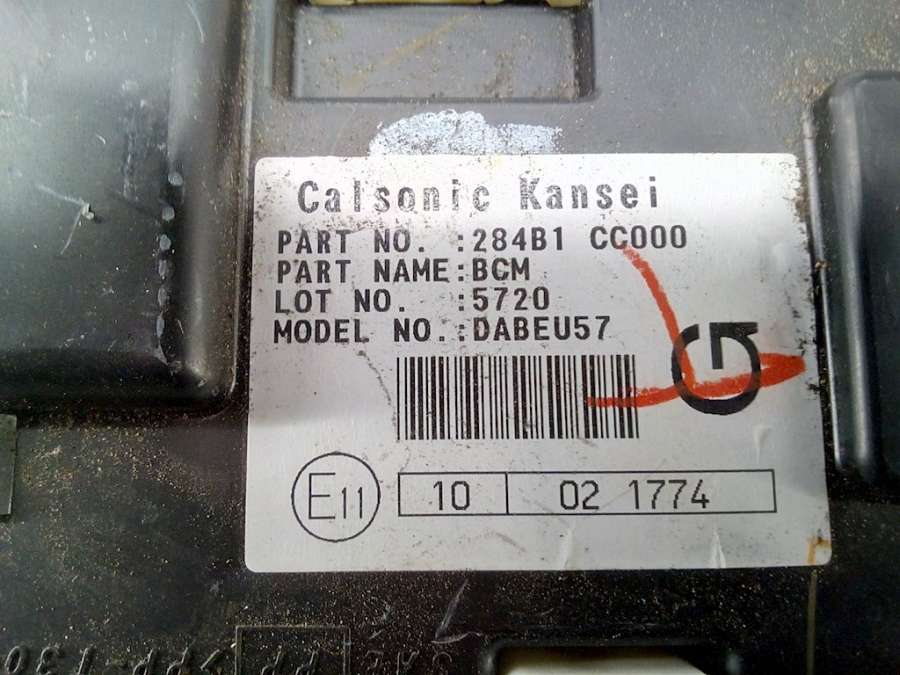 Calsonic Kansei
PART NO. :284B1 CC000
PART NAME:BCM
LOT NO. :5720
MODEL NO.:DABEU57
G
E11
10 02 1774
>PP<